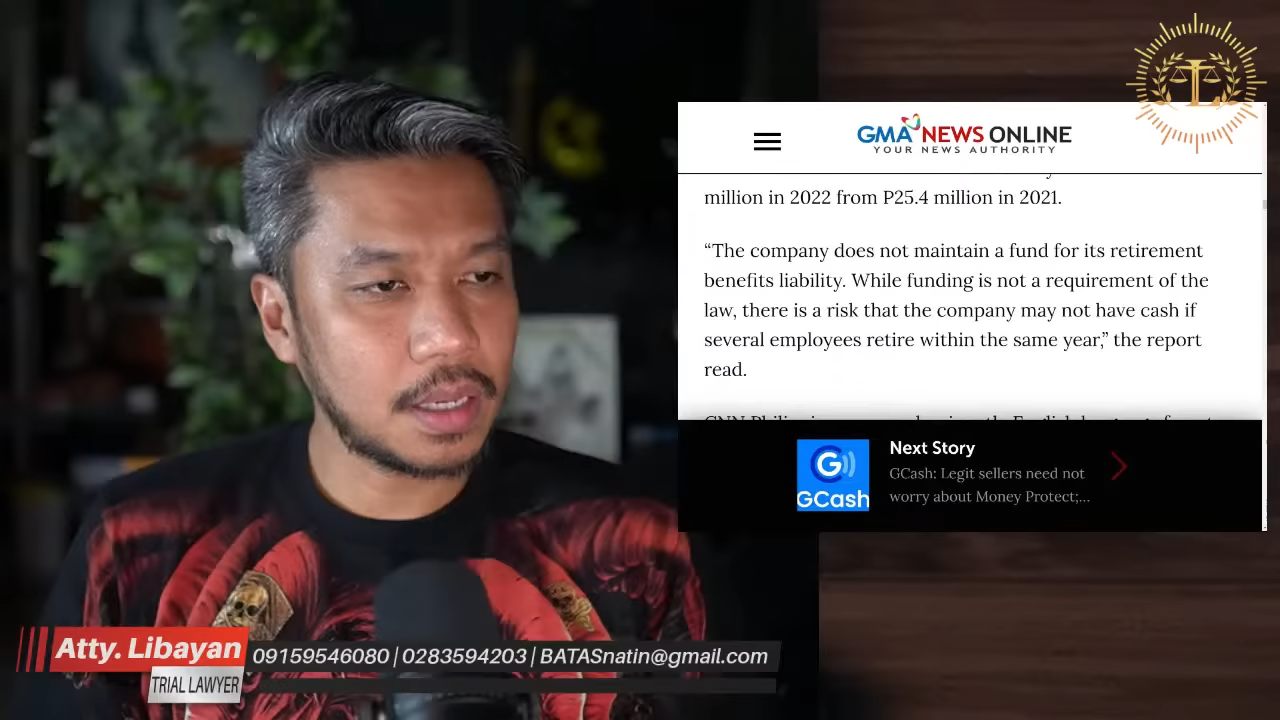 GMA NEWS ONLINE
YOUR NEWS AUTHORITY
million in 2022 from P25.4 million in 2021.
“The company does not maintain a fund for its retirement
benefits liability. While funding is not a requirement of the
law, there is a risk that the company may not have cash if
several employees retire within the same year,” the report
read.
Next Story
GCash: Legit sellers need not
worry about Money Protect;...
G
GCash
Atty. Libayan
09159546080 | 0283594203 | BATASnatin@gmail.com
TRIAL LAWYER
L